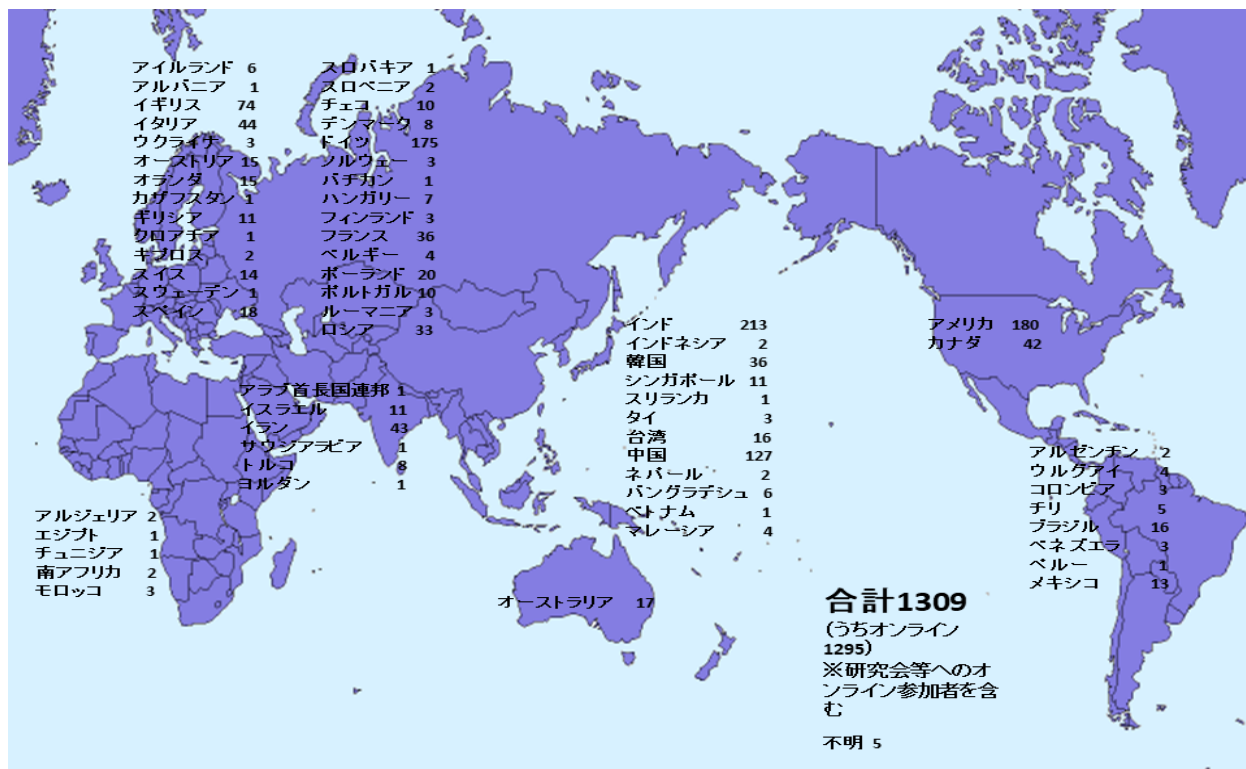 アイルランド 6
アルバニア 1
イギリス 74
イタリア 44
ウクライナ 3
オーストリア 15
オランダ 15
カザフスタン 1
ギリシア 11
クロアチア 1
キプロス 2
スイス 14
スウェーデン 1
スペイン 18
スロバキア 1
スロベニア 2
チェコ 10
デンマーク 8
ドイツ 175
ノルウェー 3
バチカン 1
ハンガリー 7
フィンランド 3
フランス 36
ベルギー 4
ポーランド 20
ポルトガル 10
ルーマニア 3
ロシア 33
アラブ首長国連邦 1
イスラエル 11
イラン 43
サウジアラビア 1
トルコ 8
ヨルダン 1
アルジェリア 2
エジプト 1
チュニジア 1
南アフリカ 2
モロッコ 3
インド 213
インドネシア 2
韓国 36
シンガポール 11
スリランカ 1
タイ 3
台湾 16
中国 127
ネパール 2
バングラデシュ 6
ベトナム 1
マレーシア 4
オーストラリア 17
アメリカ 180
カナダ 42
アルゼンチン 2
ウルグアイ 4
コロンビア 3
チリ 5
ブラジル 16
ベネズエラ 3
ペルー 1
メキシコ 13
合計1309
(うちオンライン
1295)
※研究会等へのオ
ンライン参加者を含
む
不明 5